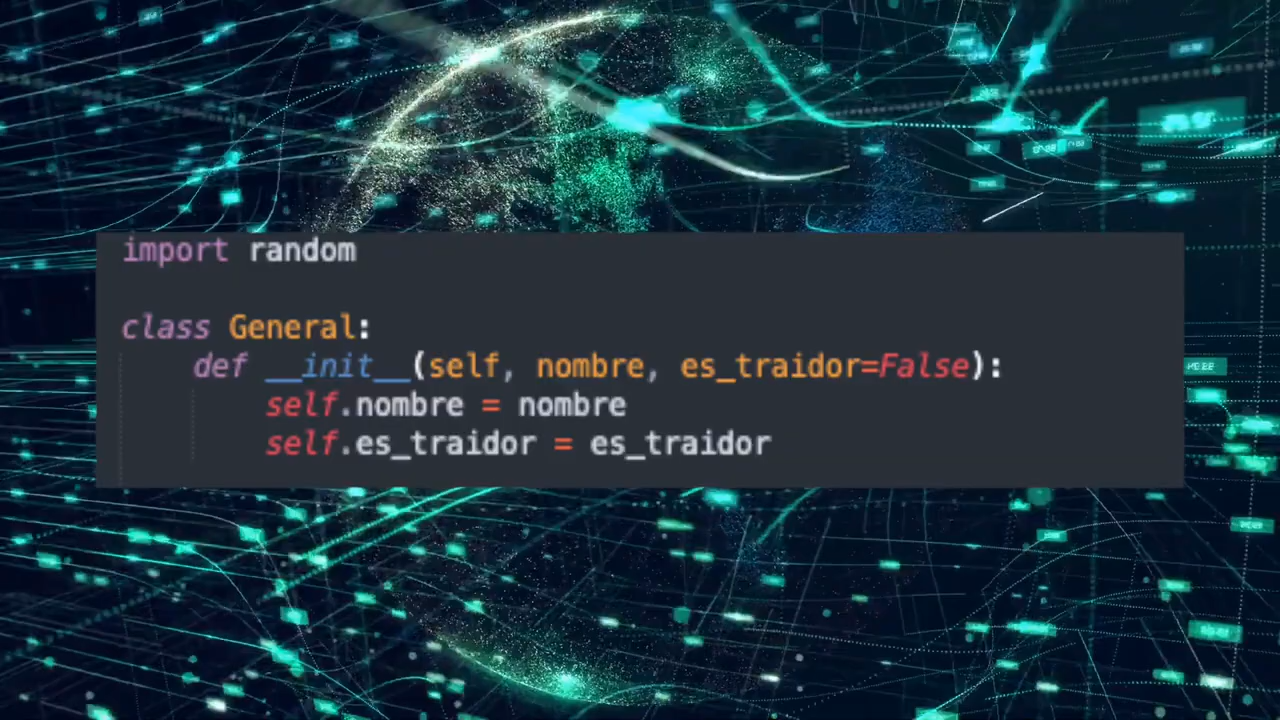 import random
class General:
def __init__(self, nombre, es_traidor=False):
self.nombre = nombre
self.es_traidor = es_traidor